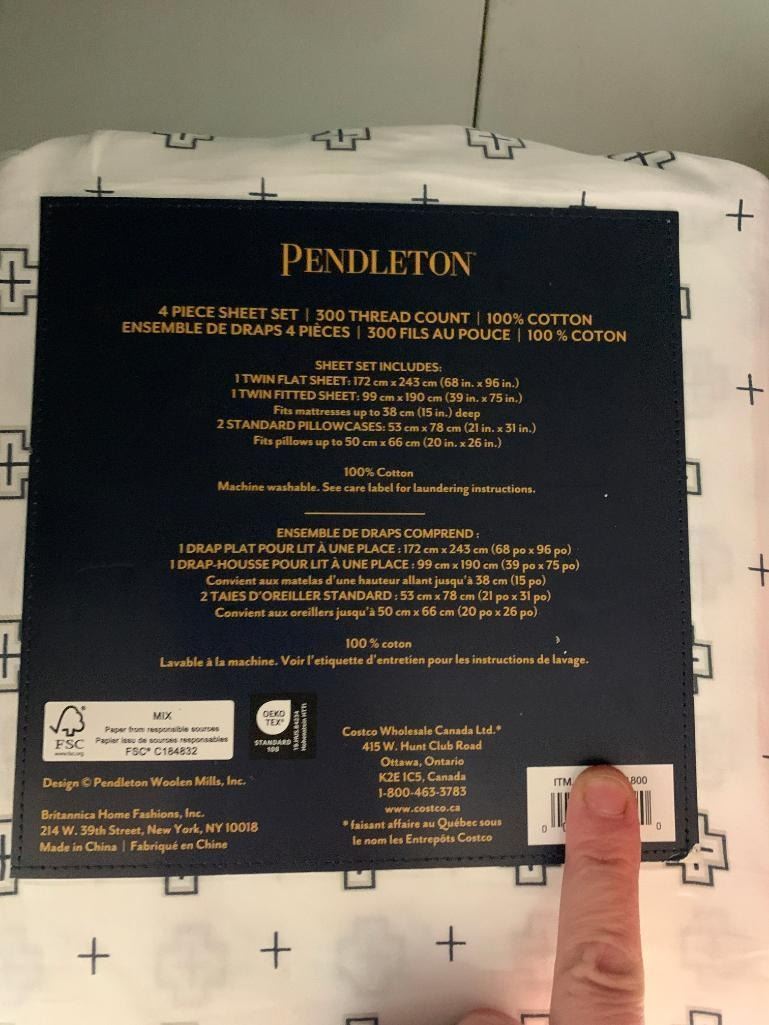 PENDLETON
4 PIECE SHEET SET | 300 THREAD COUNT | 100% COTTON
ENSEMBLE DE DRAPS 4 PIÈCES | 300 FILS AU POUCE | 100 % COTON
SHEET SET INCLUDES:
1 TWIN FLAT SHEET: 172 cm x 243 cm (68 in. x 96 in.)
1 TWIN FITTED SHEET: 99 cm x 190 cm (39 in. x 75 in.)
Fits mattresses up to 38 cm (15 in.) deep
2 STANDARD PILLOWCASES: 53 cm x 78 cm (21 in. x 31 in.)
Fits pillows up to 50 cm x 66 cm (20 in. x 26 in.)
100% Cotton
Machine washable. See care label for laundering instructions.
ENSEMBLE DE DRAPS COMPREND :
1 DRAP PLAT POUR LIT À UNE PLACE : 172 cm x 243 cm (68 po x 96 po)
1 DRAP-HOUSSE POUR LIT À UNE PLACE : 99 cm x 190 cm (39 po x 75 po)
Convient aux matelas d'une hauteur allant jusqu'à 38 cm (15 po)
2 TAIES D'OREILLER STANDARD : 53 cm x 78 cm (21 po x 31 po)
Convient aux oreillers jusqu'à 50 cm x 66 cm (20 po x 26 po)
100 % coton
Lavable à la machine. Voir l'etiquette d'entretien pour les instructions de lavage.
FSC
www.fsc.org
MIX
Paper from responsible sources
Papier issu de sources responsables
FSC® C184832
OEKO
TEX®
STANDARD
100
18.HUS.84234
Hohenstein HTTI
Design © Pendleton Woolen Mills, Inc.
Britannica Home Fashions, Inc.
214 W. 39th Street, New York, NY 10018
Made in China | Fabriqué en Chine
Costco Wholesale Canada Ltd.*
415 W. Hunt Club Road
Ottawa, Ontario
K2E 1C5, Canada
1-800-463-3783
www.costco.ca
* faisant affaire au Québec sous
le nom les Entrepôts Costco
ITM. 800
0 0